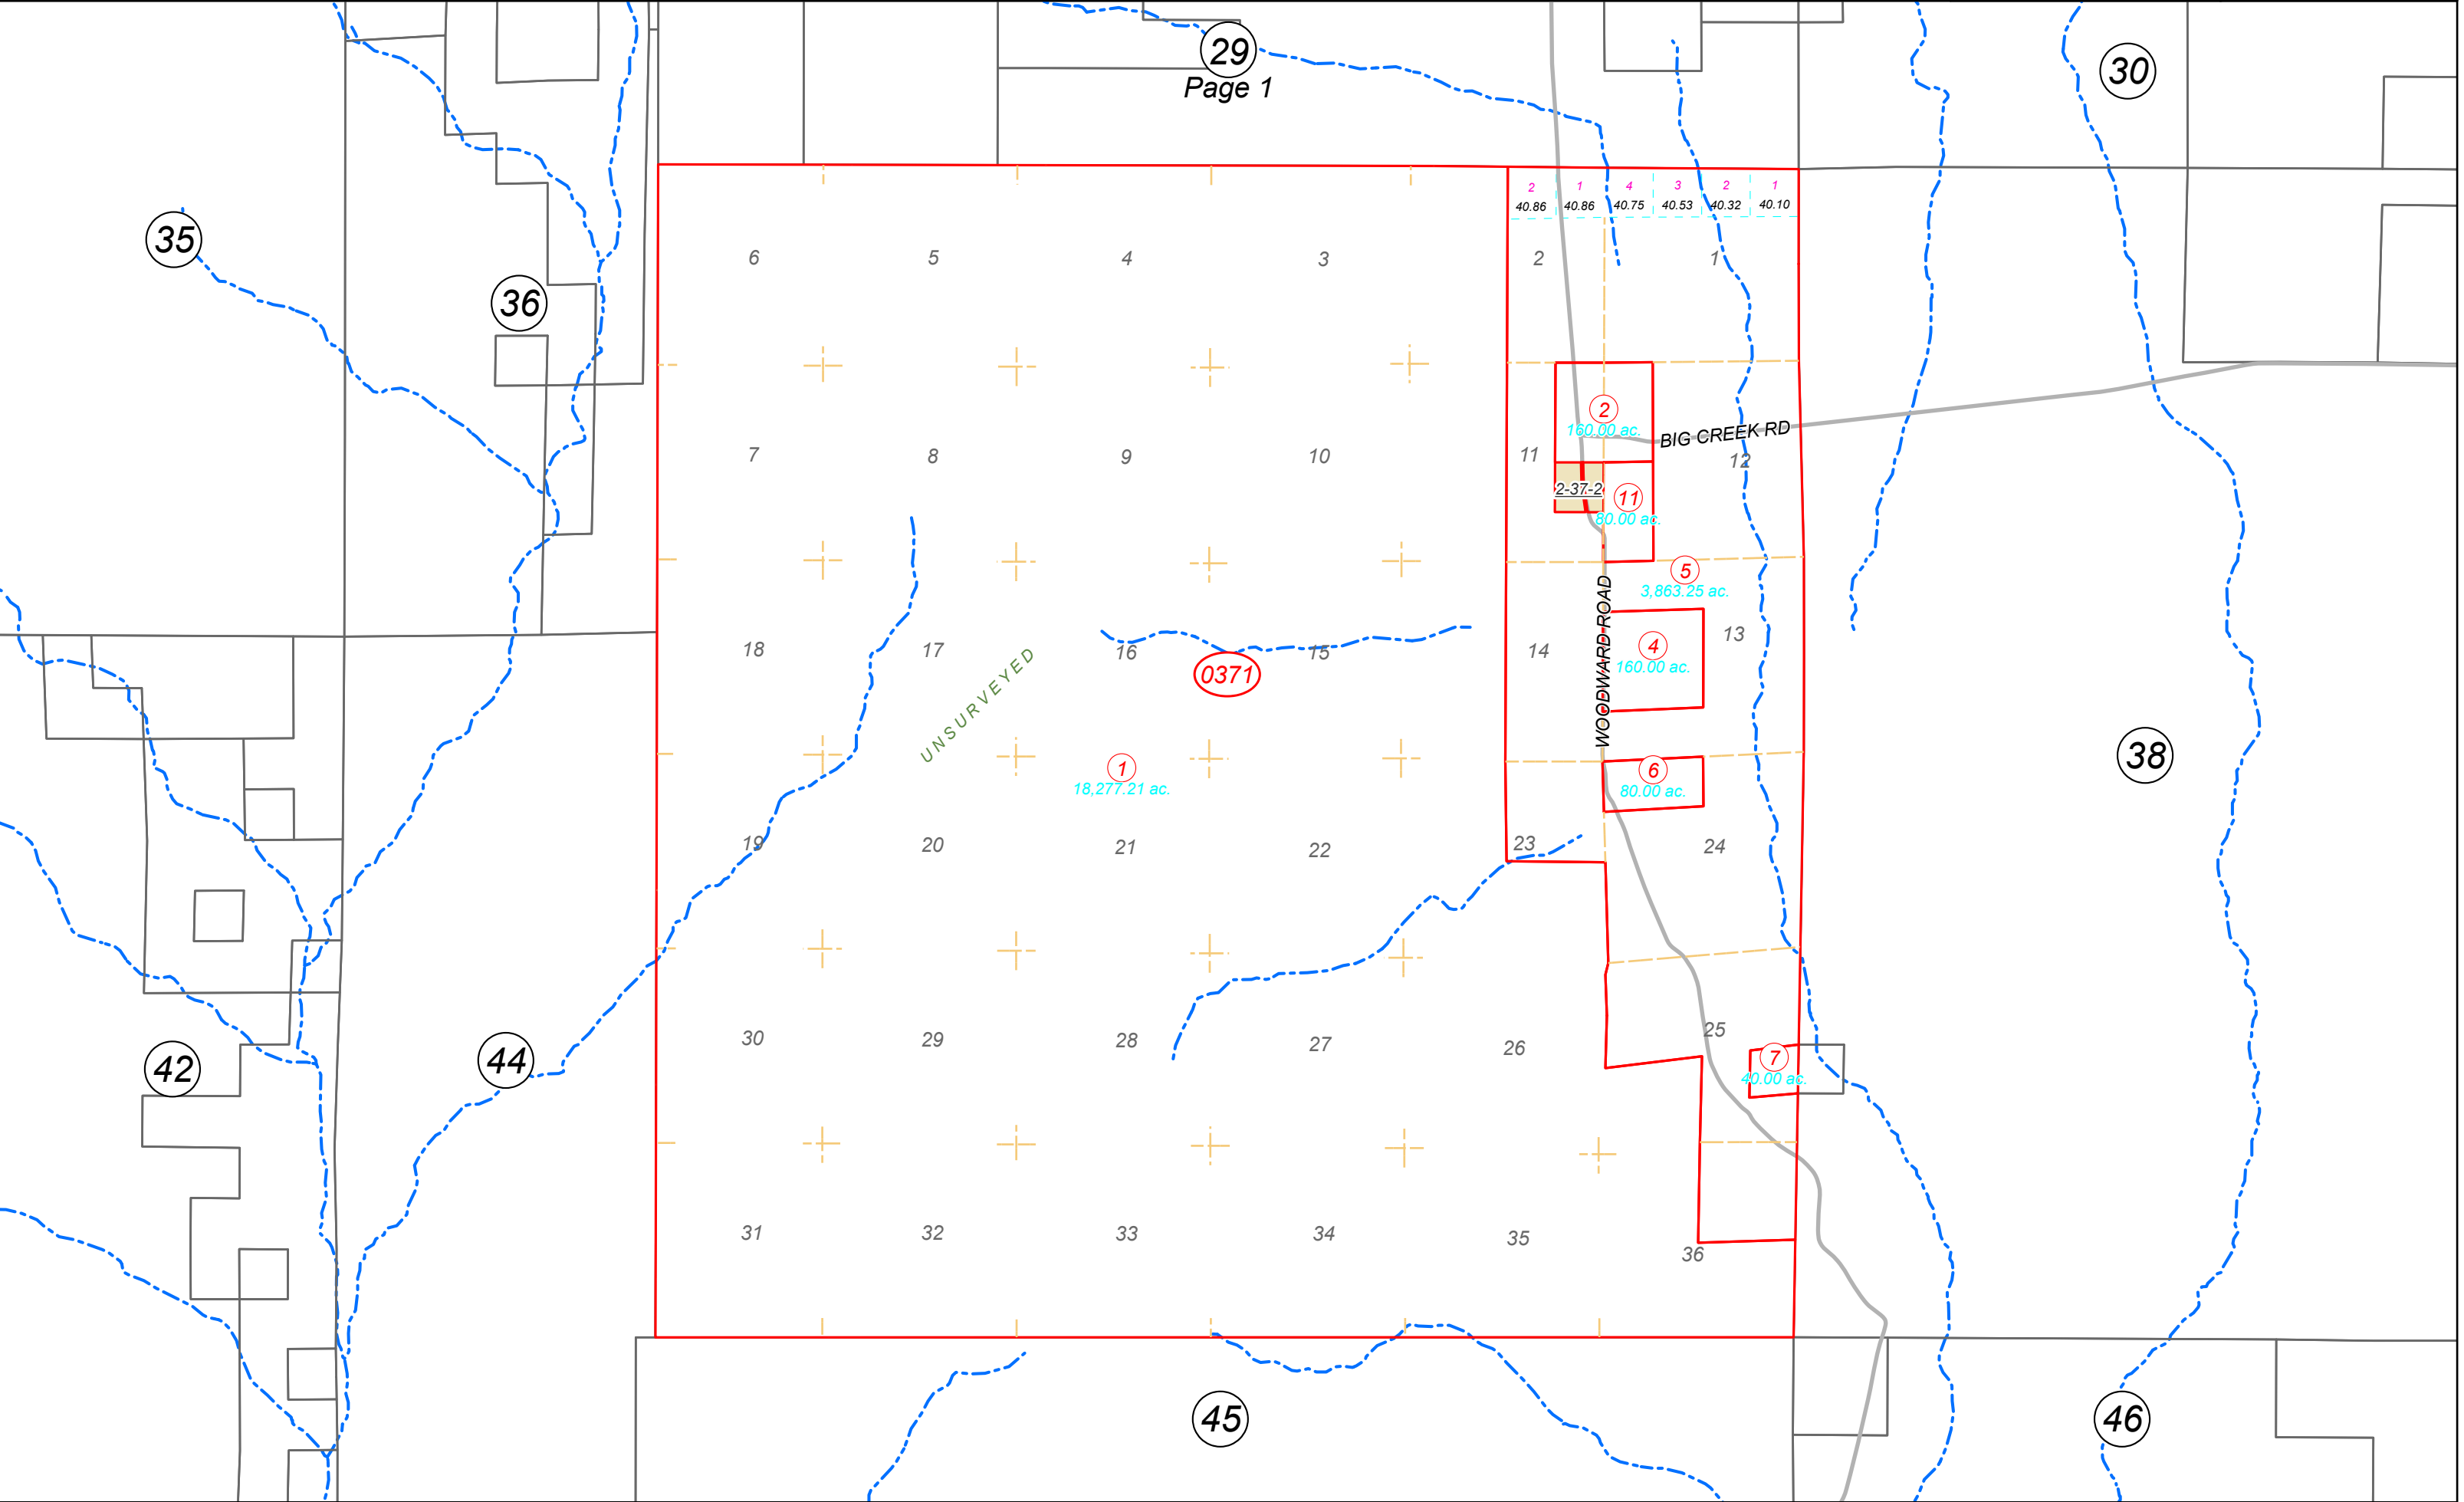 29
Page 1
30
35
36
2 1 4 3 2 1
40.86 40.86 40.75 40.53 40.32 40.10
6 5 4 3 2 1
2
160.00 ac.
BIG CREEK RD
7 8 9 10 11 12
2-37-2
11
80.00 ac.
5
3,863.25 ac.
WOODWARD ROAD
18 17 16 15 14 13
4
160.00 ac.
UNSURVEYED
0371
1
18,277.21 ac.
6
80.00 ac.
38
19 20 21 22 23 24
30 29 28 27 26 25
7
40.00 ac.
42
44
31 32 33 34 35 36
45
46